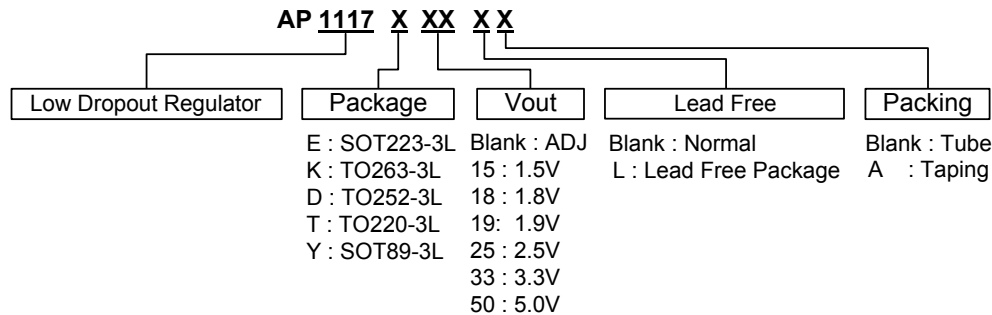 AP 1117 X XX X X
Low Dropout Regulator
Package
Vout
Lead Free
Packing
E : SOT223-3L
K : TO263-3L
D : TO252-3L
T : TO220-3L
Y : SOT89-3L
Blank : ADJ
15 : 1.5V
18 : 1.8V
19: 1.9V
25 : 2.5V
33 : 3.3V
50 : 5.0V
Blank : Normal
L : Lead Free Package
Blank : Tube
A : Taping